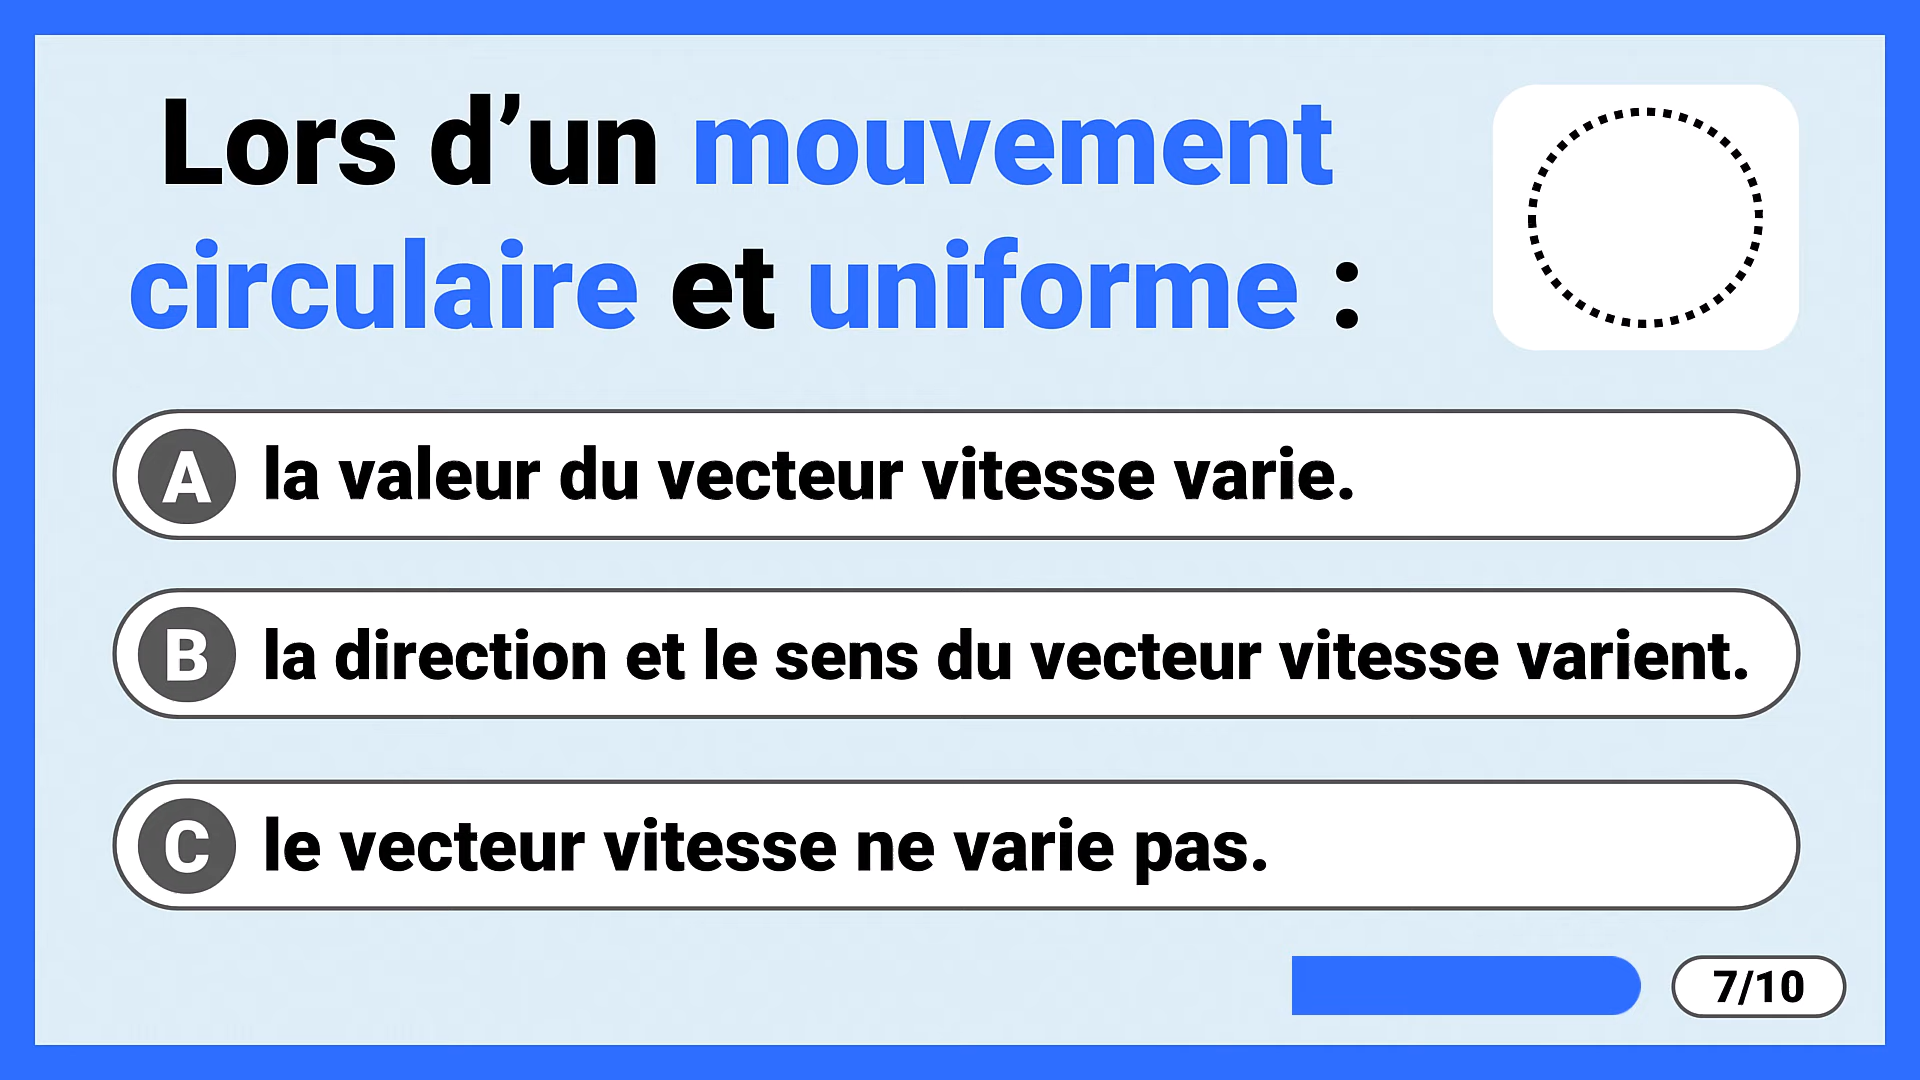 Lors d’un mouvement
circulaire et uniforme :
A la valeur du vecteur vitesse varie.
B la direction et le sens du vecteur vitesse varient.
C le vecteur vitesse ne varie pas.
7/10